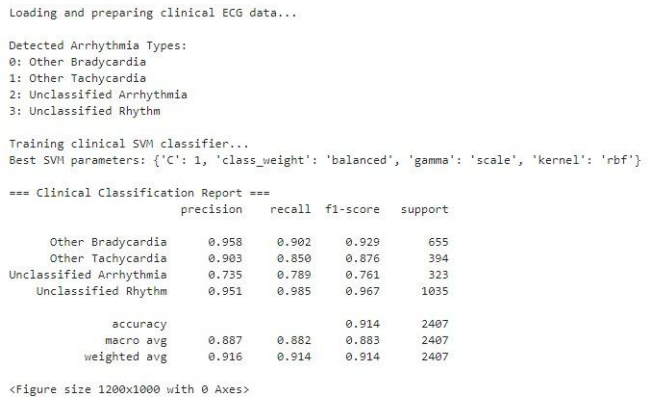 Loading and preparing clinical ECG data...
Detected Arrhythmia Types:
0: Other Bradycardia
1: Other Tachycardia
2: Unclassified Arrhythmia
3: Unclassified Rhythm
Training clinical SVM classifier...
Best SVM parameters: {'C': 1, 'class_weight': 'balanced', 'gamma': 'scale', 'kernel': 'rbf'}
=== Clinical Classification Report ===
precision recall f1-score support
Other Bradycardia 0.958 0.902 0.929 655
Other Tachycardia 0.903 0.850 0.876 394
Unclassified Arrhythmia 0.735 0.789 0.761 323
Unclassified Rhythm 0.951 0.985 0.967 1035
accuracy 0.914 2407
macro avg 0.887 0.882 0.883 2407
weighted avg 0.916 0.914 0.914 2407
<Figure size 1200x1000 with 0 Axes>